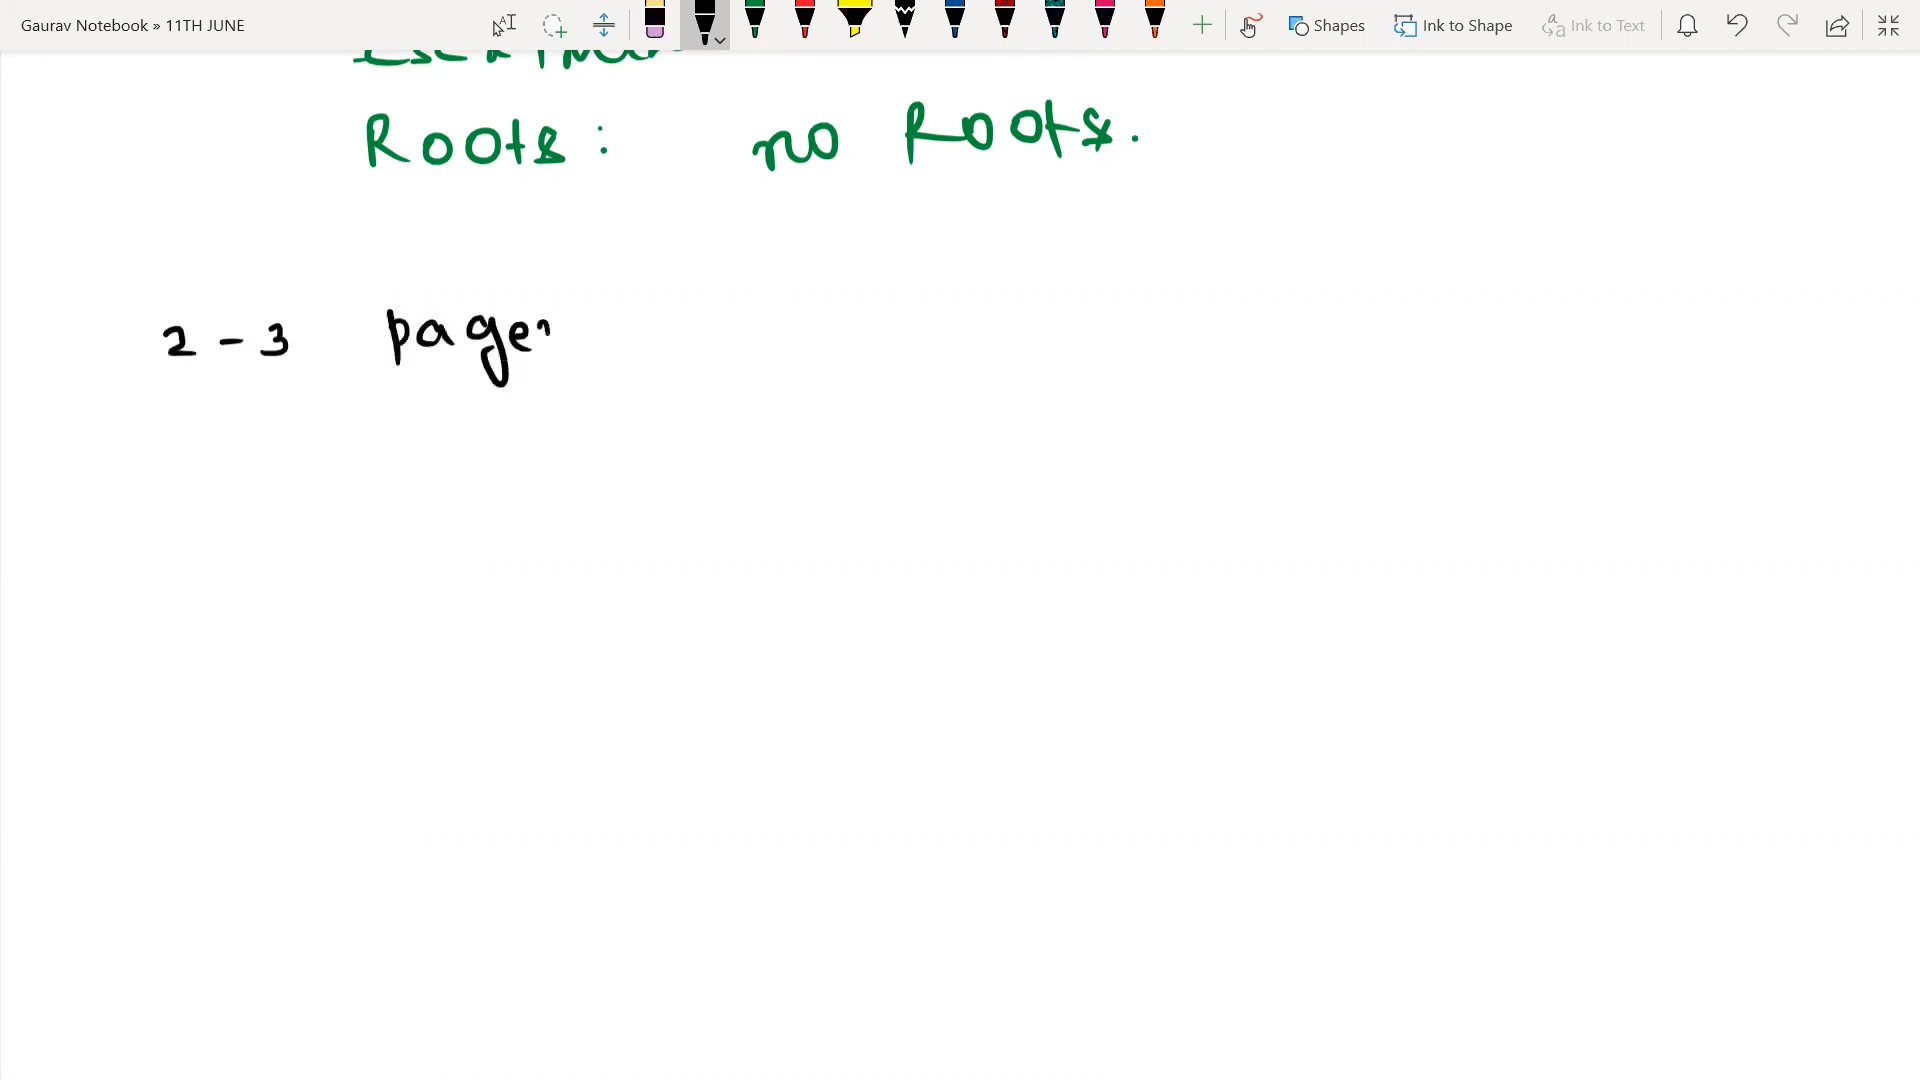 Gaurav Notebook » 11TH JUNE
Shapes
Ink to Shape
Ink to Text
Roots: no Roots.
2 - 3 pages